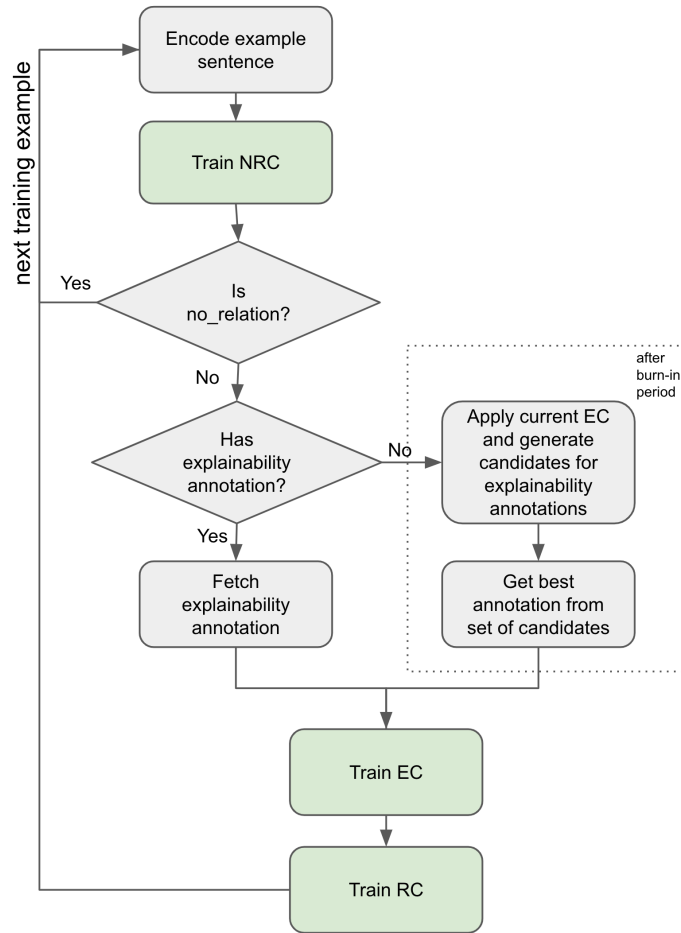 Encode example
sentence
next training example
Train NRC
Is
no_relation?
Yes
No
after
burn-in
period
Has
explainability
annotation?
No
Apply current EC
and generate
candidates for
explainability
annotations
Yes
Fetch
explainability
annotation
Get best
annotation from
set of candidates
Train EC
Train RC